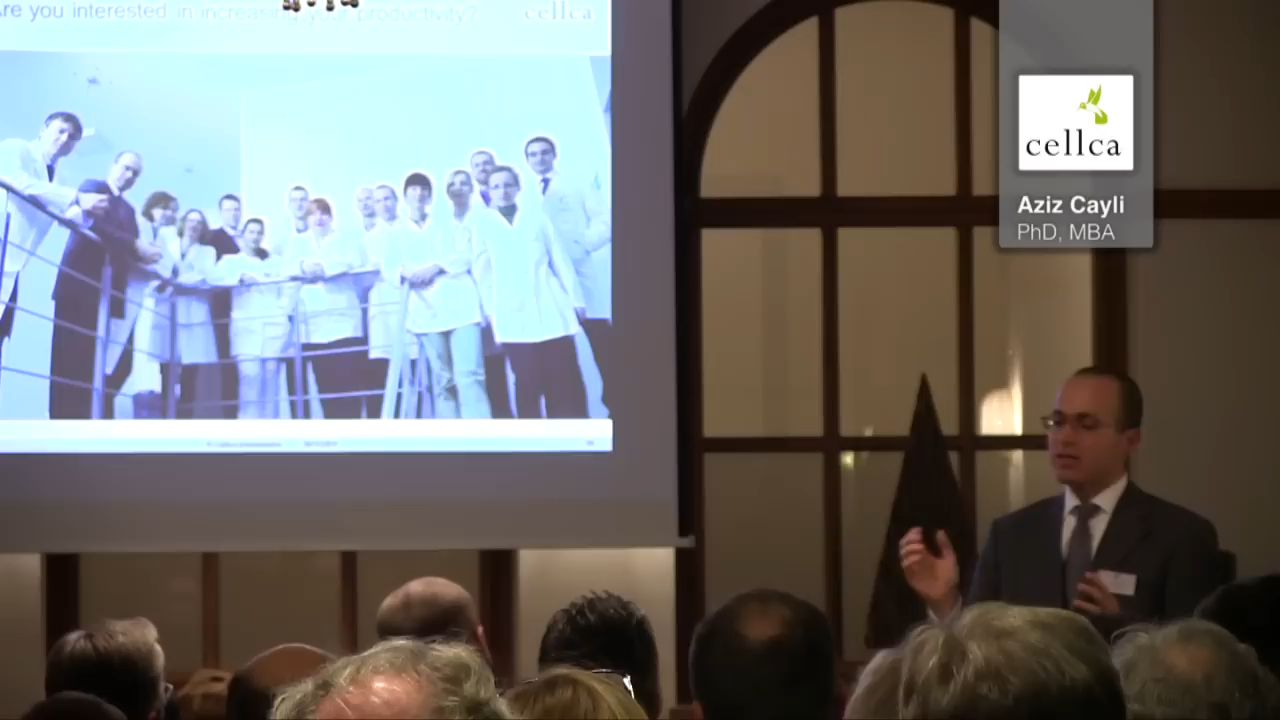 Are you interested in increasing your productivity?
cellca
cellca
Aziz Cayli
PhD, MBA